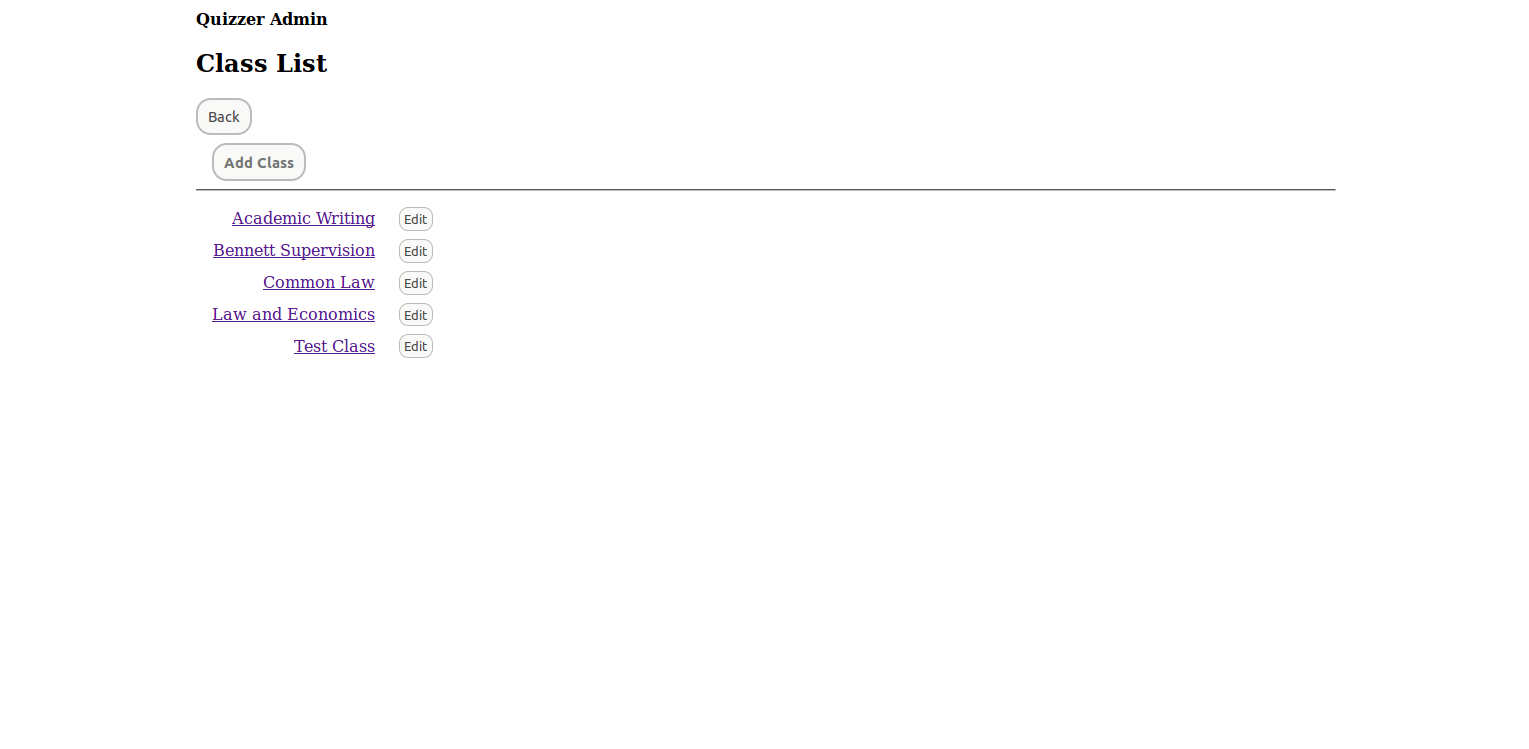 Quizzer Admin
Class List
Back
Add Class
Academic Writing Edit
Bennett Supervision Edit
Common Law Edit
Law and Economics Edit
Test Class Edit